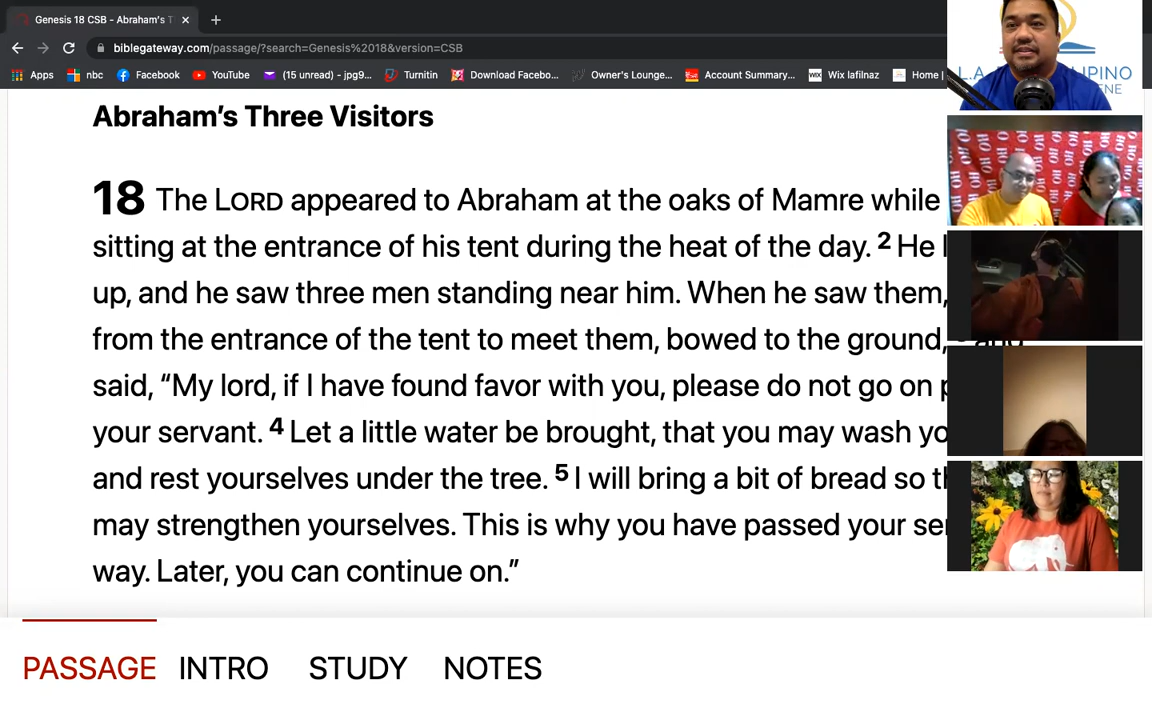 Genesis 18 CSB - Abraham's T
biblegateway.com/passage/?search=Genesis%2018&version=CSB
Apps nbc Facebook YouTube (15 unread) - jpg9... Turnitin Download Facebo... Owner's Lounge... Account Summary... Wix lafilnaz Home |
L.A. LIPINO
ENE
Abraham's Three Visitors
18 The LORD appeared to Abraham at the oaks of Mamre while
sitting at the entrance of his tent during the heat of the day. 2 He l
up, and he saw three men standing near him. When he saw them,
from the entrance of the tent to meet them, bowed to the ground, 3 and
said, “My lord, if I have found favor with you, please do not go on p
your servant. 4 Let a little water be brought, that you may wash yo
and rest yourselves under the tree. 5 I will bring a bit of bread so th
may strengthen yourselves. This is why you have passed your ser
way. Later, you can continue on.”
PASSAGE INTRO STUDY NOTES